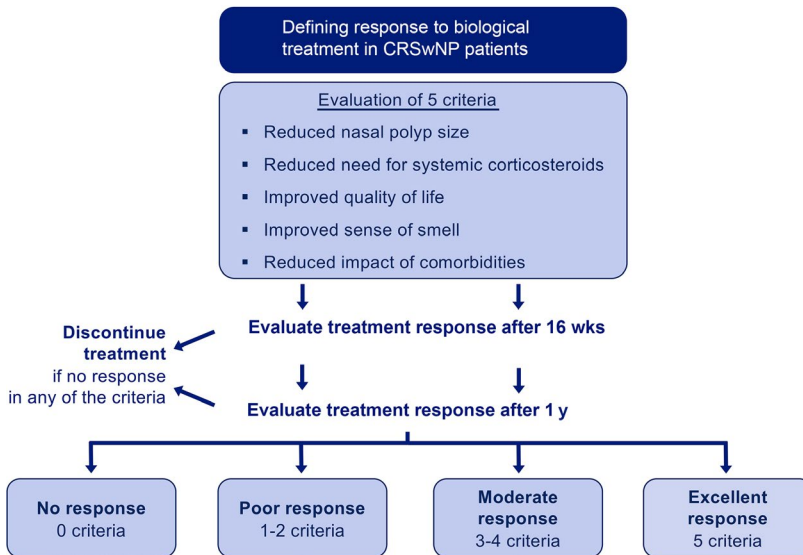 Defining response to biological
treatment in CRSwNP patients
Evaluation of 5 criteria
▪ Reduced nasal polyp size
▪ Reduced need for systemic corticosteroids
▪ Improved quality of life
▪ Improved sense of smell
▪ Reduced impact of comorbidities
Evaluate treatment response after 16 wks
Discontinue
treatment
if no response
in any of the criteria
Evaluate treatment response after 1 y
No response
0 criteria
Poor response
1-2 criteria
Moderate
response
3-4 criteria
Excellent
response
5 criteria